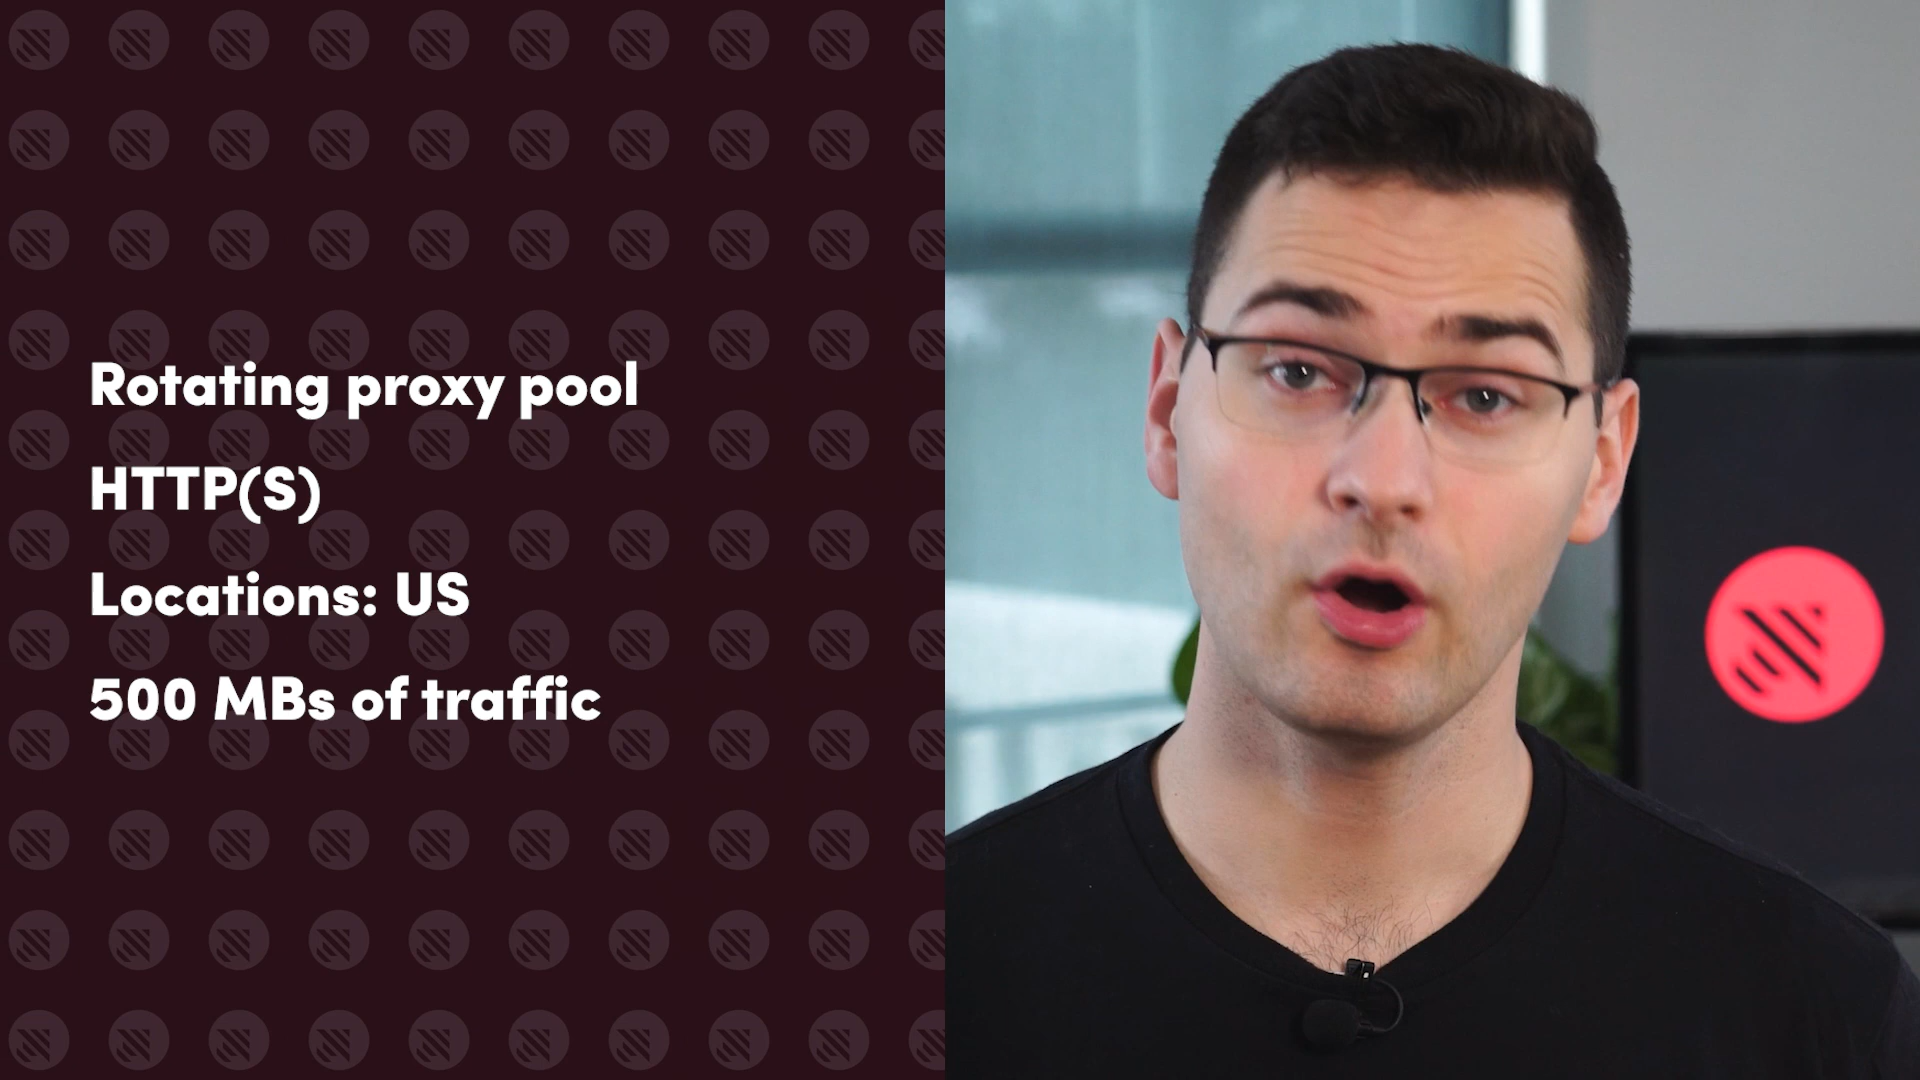 Rotating proxy pool
HTTP(S)
Locations: US
500 MBs of traffic